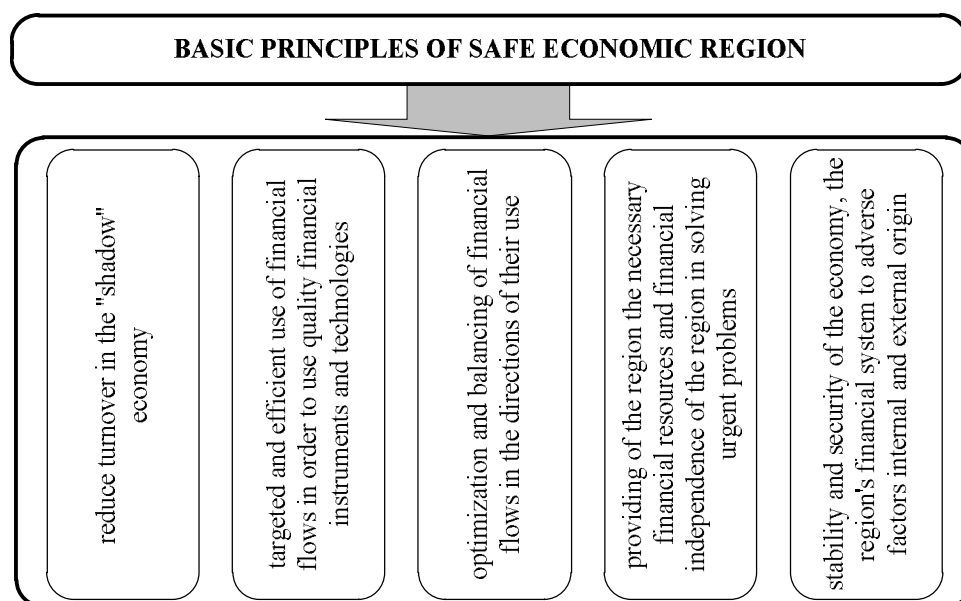 BASIC PRINCIPLES OF SAFE ECONOMIC REGION
reduce turnover in the "shadow"
economy
targeted and efficient use of financial
flows in order to use quality financial
instruments and technologies
optimization and balancing of financial
flows in the directions of their use
providing of the region the necessary
financial resources and financial
independence of the region in solving
urgent problems
stability and security of the economy, the
region's financial system to adverse
factors internal and external origin